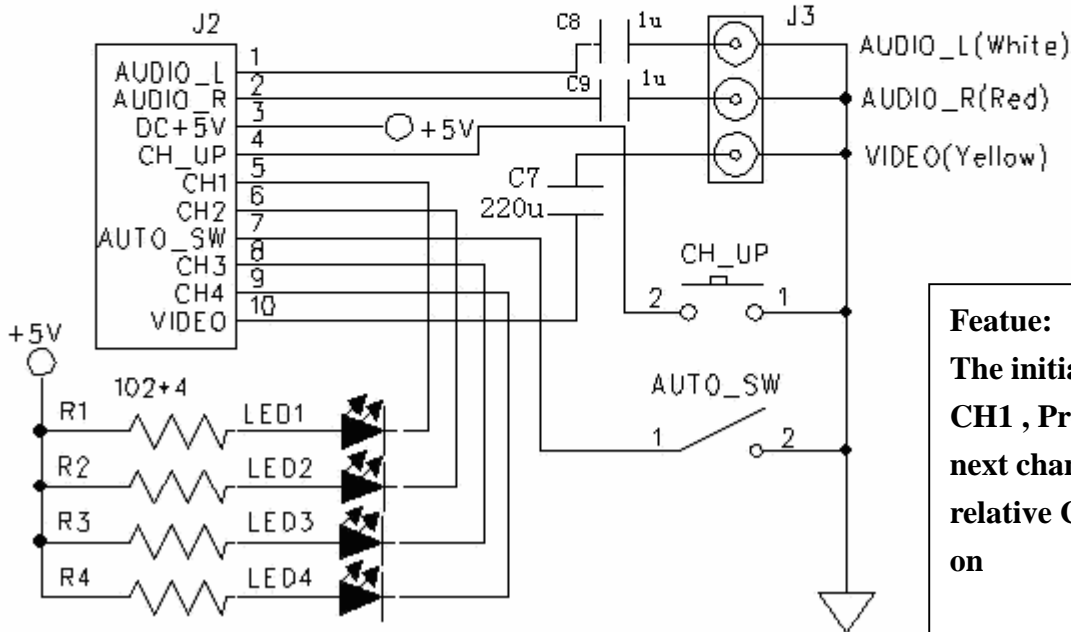 J2
AUDIO_L
AUDIO_R
DC+5V
CH_UP
CH1
CH2
AUTO_SW
CH3
CH4
VIDEO
1
2
3
4
5
6
7
8
9
10
+5V
C8
1u
C9
1u
C7
220u
J3
AUDIO_L(White)
AUDIO_R(Red)
VIDEO(Yellow)
CH_UP
2
1
AUTO_SW
1
2
+5V
102*4
R1
LED1
R2
LED2
R3
LED3
R4
LED4
Featue:
The initia
CH1 , Pr
next chan
relative C
on